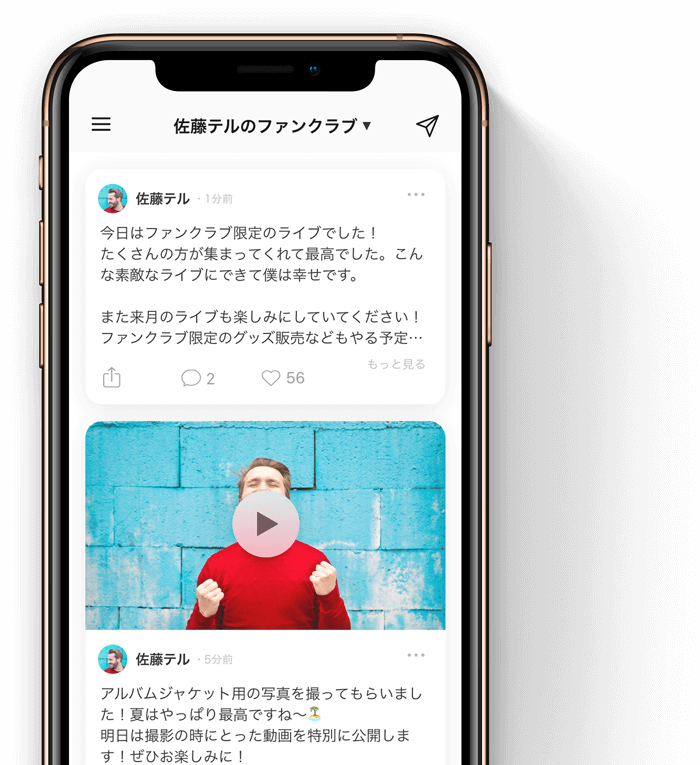 佐藤テルのファンクラブ ▾
佐藤テル ・1分前
今日はファンクラブ限定のライブでした！
たくさんの方が集まってくれて最高でした。こん
な素敵なライブにできて僕は幸せです。
また来月のライブも楽しみにしていてください！
ファンクラブ限定のグッズ販売などもやる予定…
もっと見る
2 56
佐藤テル ・5分前
アルバムジャケット用の写真を撮ってもらいまし
た！夏はやっぱり最高ですね〜🏝️
明日は撮影の時にとった動画を特別に公開しま
す！ぜひお楽しみに！